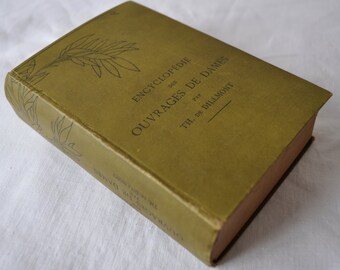 ENCYCLOPÉDIE
DES
OUVRAGES DE DAMES
PAR
TH. DE DILLMONT